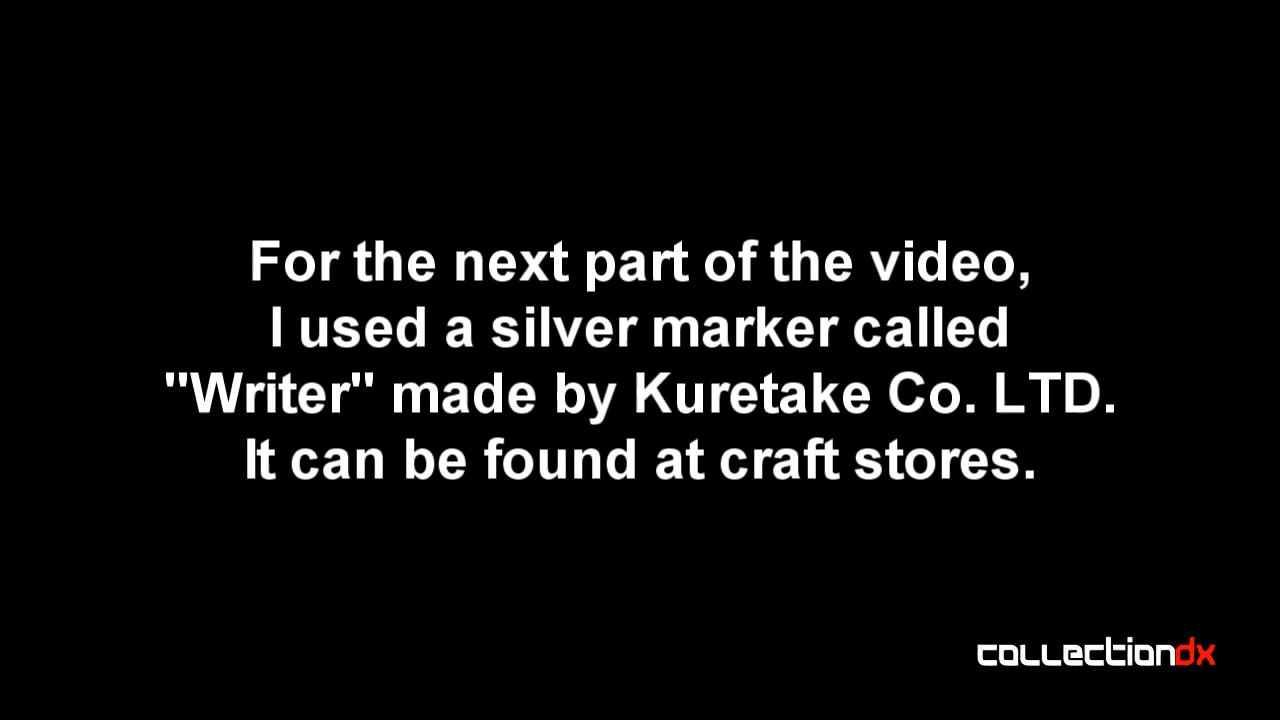 For the next part of the video,
I used a silver marker called
"Writer" made by Kuretake Co. LTD.
It can be found at craft stores.
collectiondx